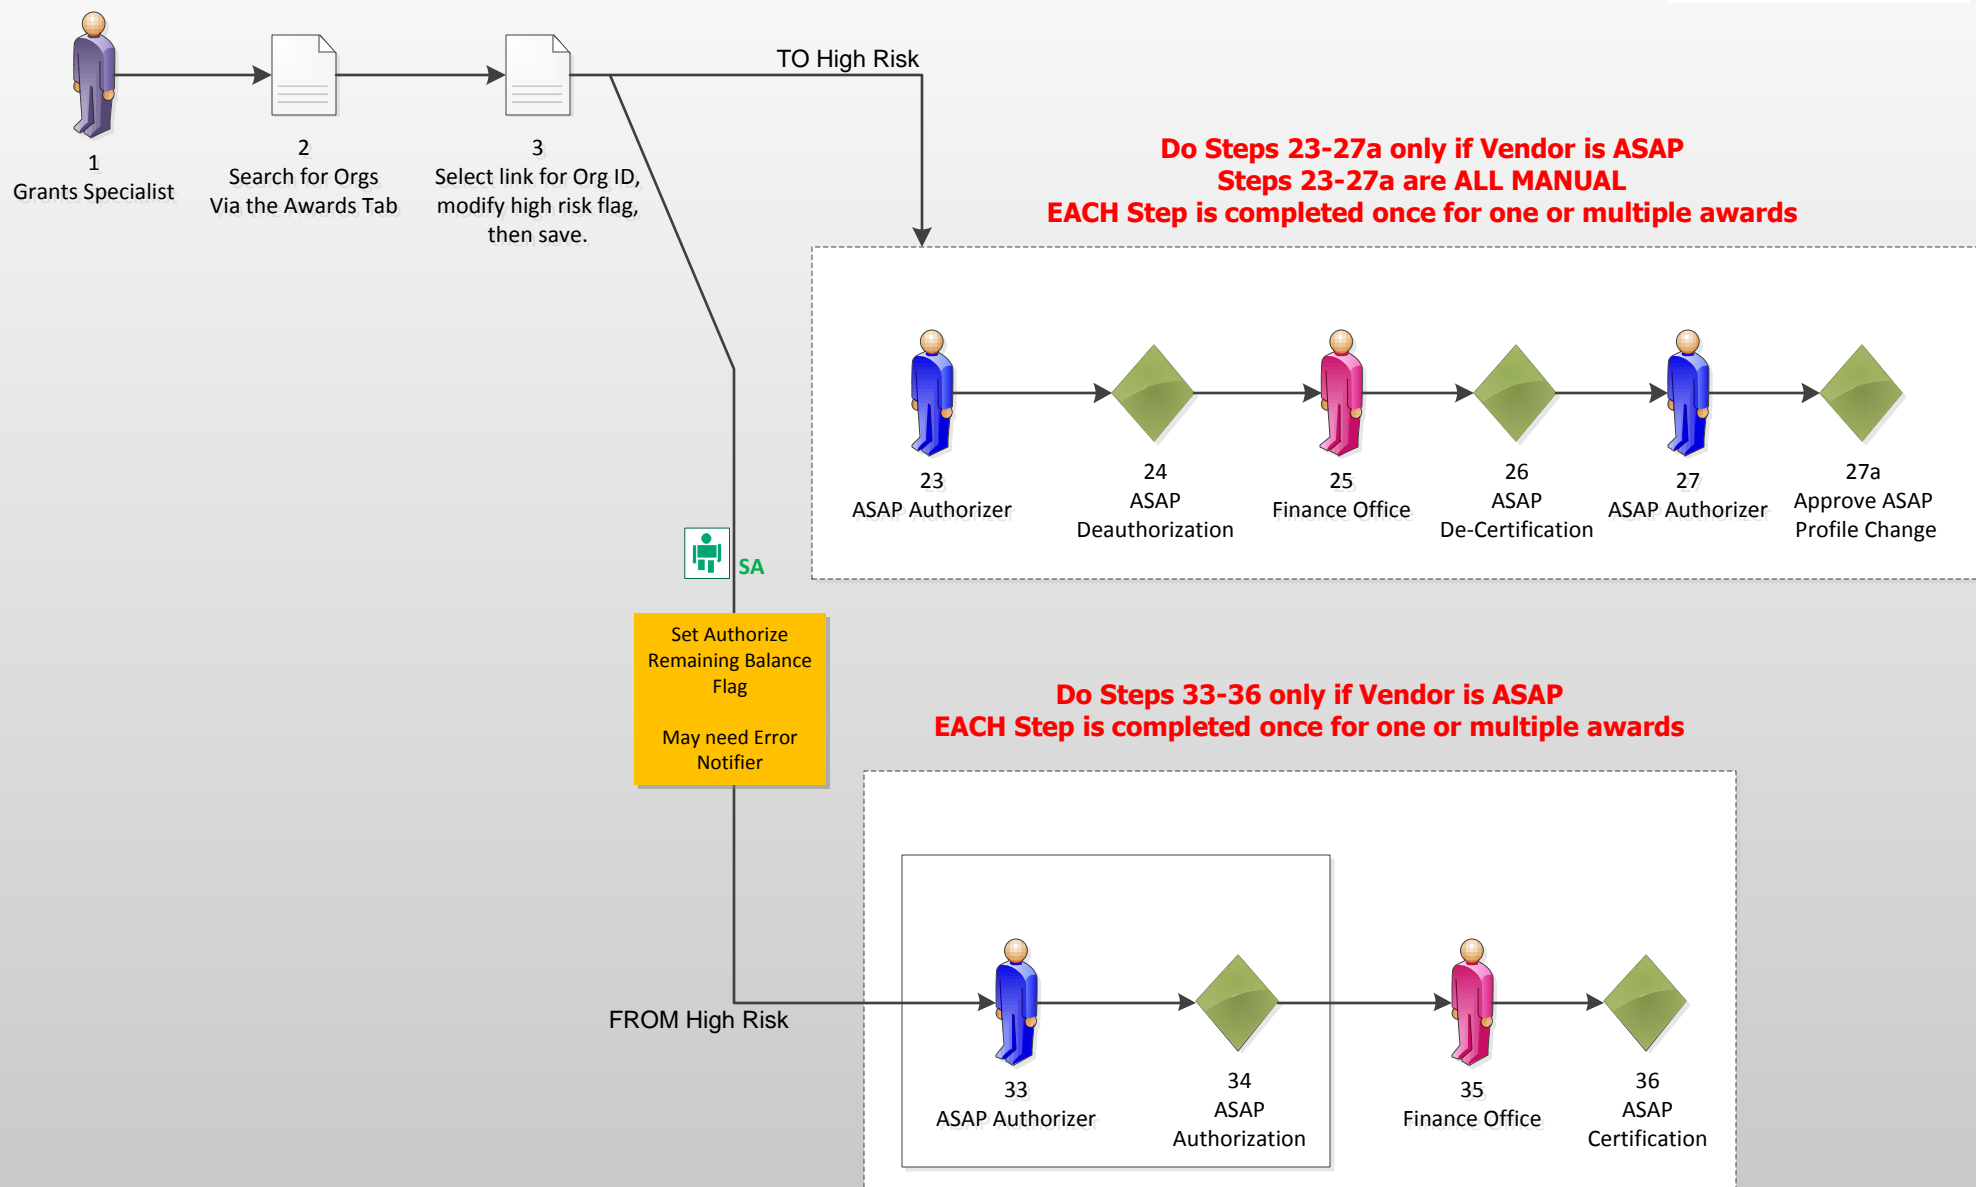 1
Grants Specialist
2
Search for Orgs
Via the Awards Tab
3
Select link for Org ID,
modify high risk flag,
then save.
TO High Risk
Do Steps 23-27a only if Vendor is ASAP
Steps 23-27a are ALL MANUAL
EACH Step is completed once for one or multiple awards
23
ASAP Authorizer
24
ASAP
Deauthorization
25
Finance Office
26
ASAP
De-Certification
27
ASAP Authorizer
27a
Approve ASAP
Profile Change
SA
Set Authorize
Remaining Balance
Flag
May need Error
Notifier
Do Steps 33-36 only if Vendor is ASAP
EACH Step is completed once for one or multiple awards
FROM High Risk
33
ASAP Authorizer
34
ASAP
Authorization
35
Finance Office
36
ASAP
Certification